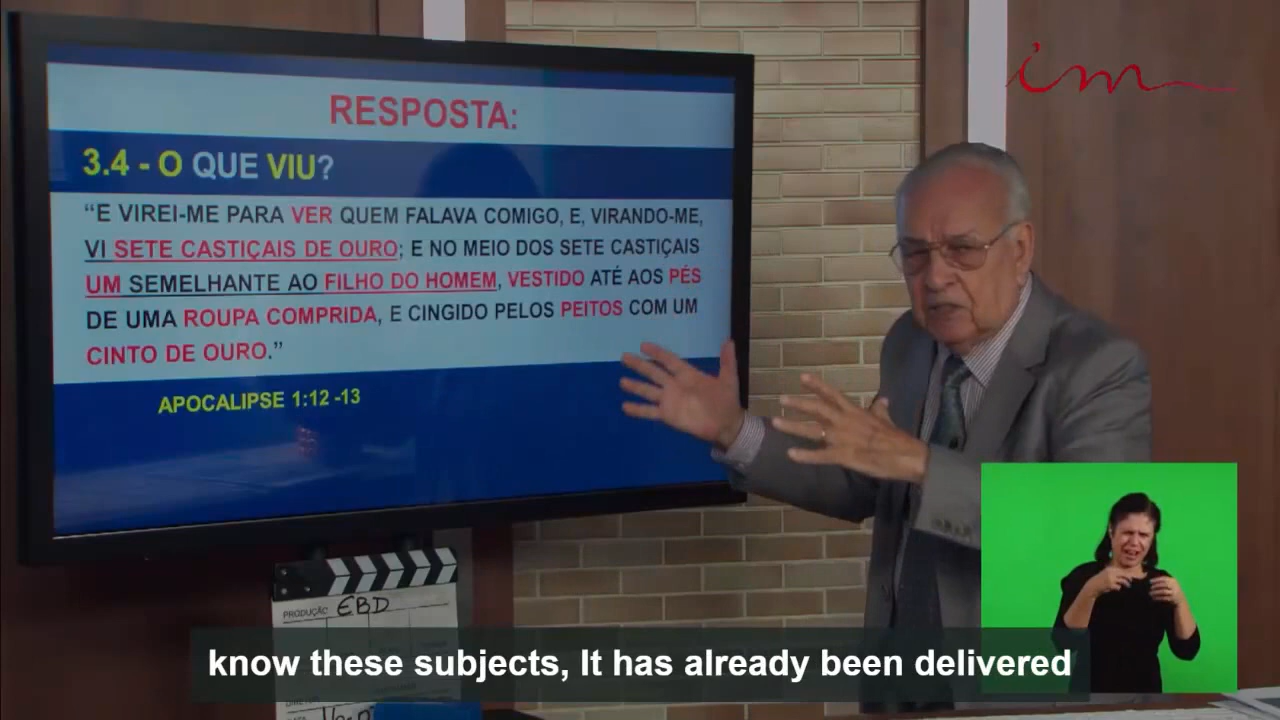 im
RESPOSTA:
3.4 - O QUE VIU?
“E VIREI-ME PARA VER QUEM FALAVA COMIGO, E, VIRANDO-ME,
VI SETE CASTIÇAIS DE OURO; E NO MEIO DOS SETE CASTIÇAIS
UM SEMELHANTE AO FILHO DO HOMEM, VESTIDO ATÉ AOS PÉS
DE UMA ROUPA COMPRIDA, E CINGIDO PELOS PEITOS COM UM
CINTO DE OURO.”
APOCALIPSE 1:12 -13
PRODUÇÃO EBD
know these subjects, It has already been delivered